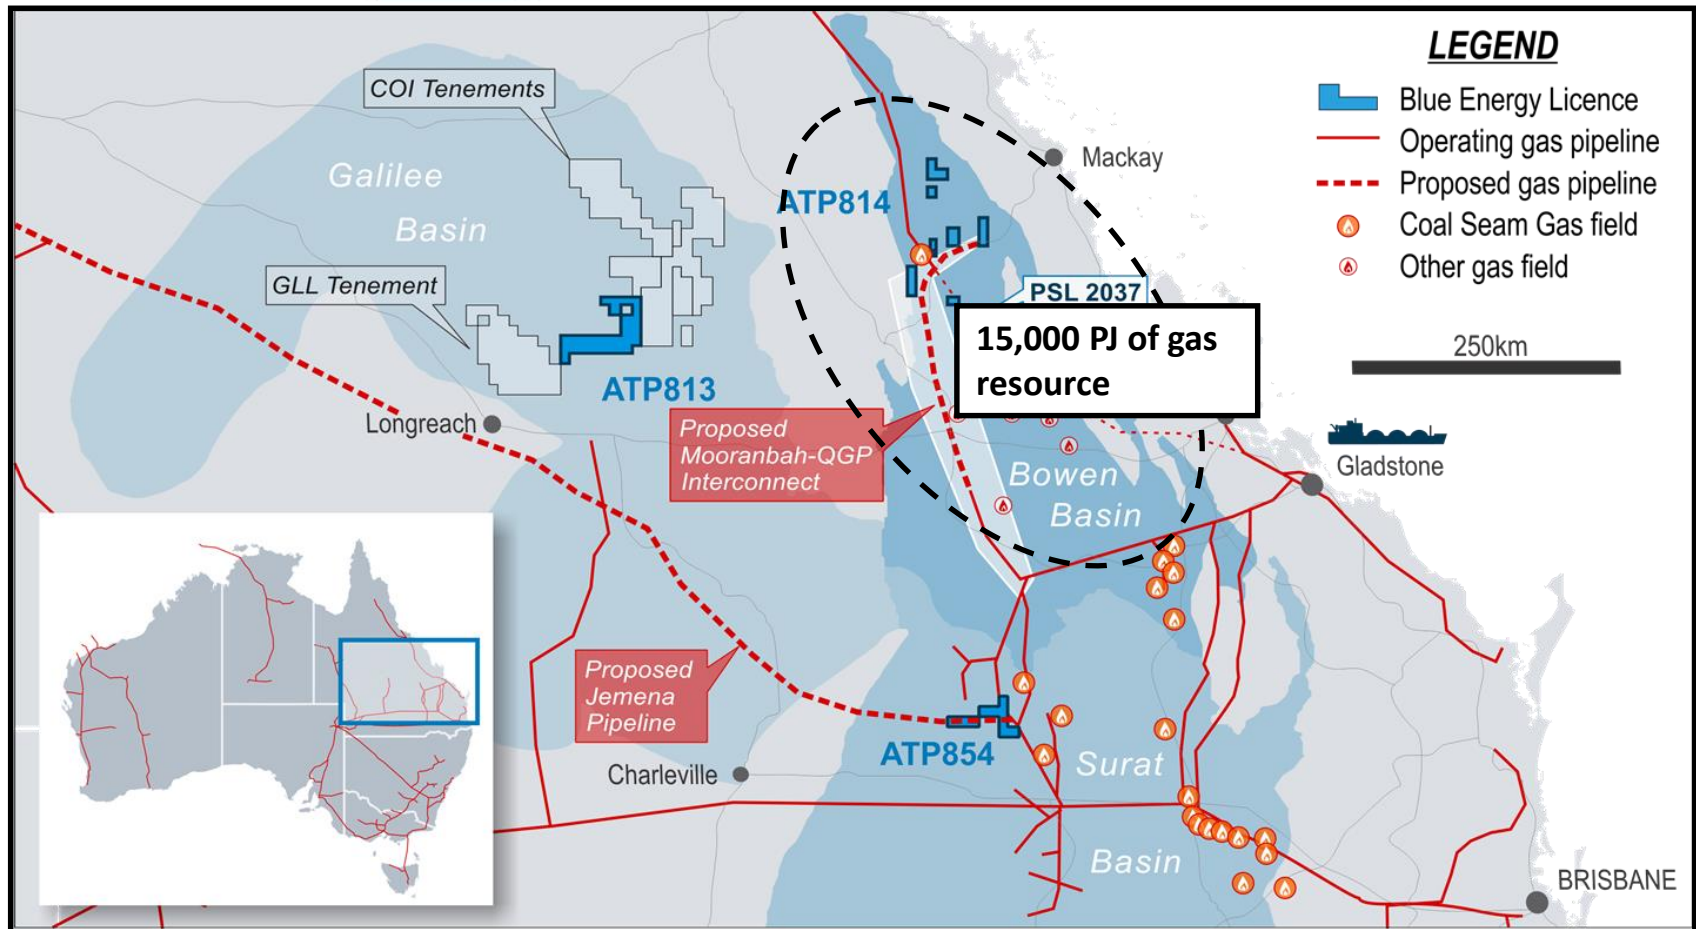 LEGEND
Blue Energy Licence
Operating gas pipeline
Proposed gas pipeline
Coal Seam Gas field
Other gas field
250km
COI Tenements
Galilee
Basin
GLL Tenement
ATP813
Longreach
ATP814
Mackay
PSL 2037
15,000 PJ of gas
resource
Proposed
Mooranbah-QGP
Interconnect
Bowen
Basin
Gladstone
Proposed
Jemena
Pipeline
ATP854
Charleville
Surat
Basin
BRISBANE